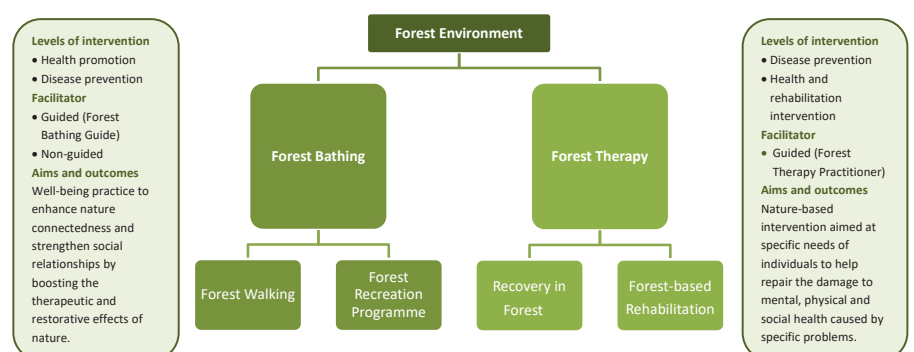 Forest Environment
Levels of intervention
• Health promotion
• Disease prevention
Facilitator
• Guided (Forest
Bathing Guide)
• Non-guided
Aims and outcomes
Well-being practice to
enhance nature
connectedness and
strengthen social
relationships by
boosting the
therapeutic and
restorative effects of
nature.
Forest Bathing
Forest Therapy
Forest Walking
Forest
Recreation
Programme
Recovery in
Forest
Forest-based
Rehabilitation
Levels of intervention
• Disease prevention
• Health and
rehabilitation
intervention
Facilitator
• Guided (Forest
Therapy Practitioner)
Aims and outcomes
Nature-based
intervention aimed at
specific needs of
individuals to help
repair the damage to
mental, physical and
social health caused by
specific problems.